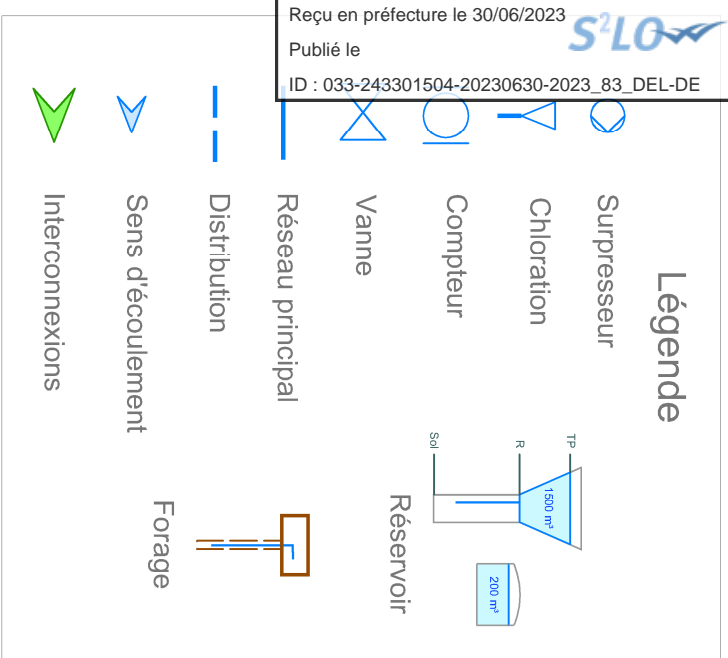 Reçu en préfecture le 30/06/2023
Publié le
ID : 033-243301504-20230630-2023_83_DEL-DE
S²LO
Légende
Surpresseur
Chloration
Compteur
Vanne
Réseau principal
Distribution
Sens d'écoulement
Interconnexions
TP
R
Sol
1500 m³
200 m³
Réservoir
Forage